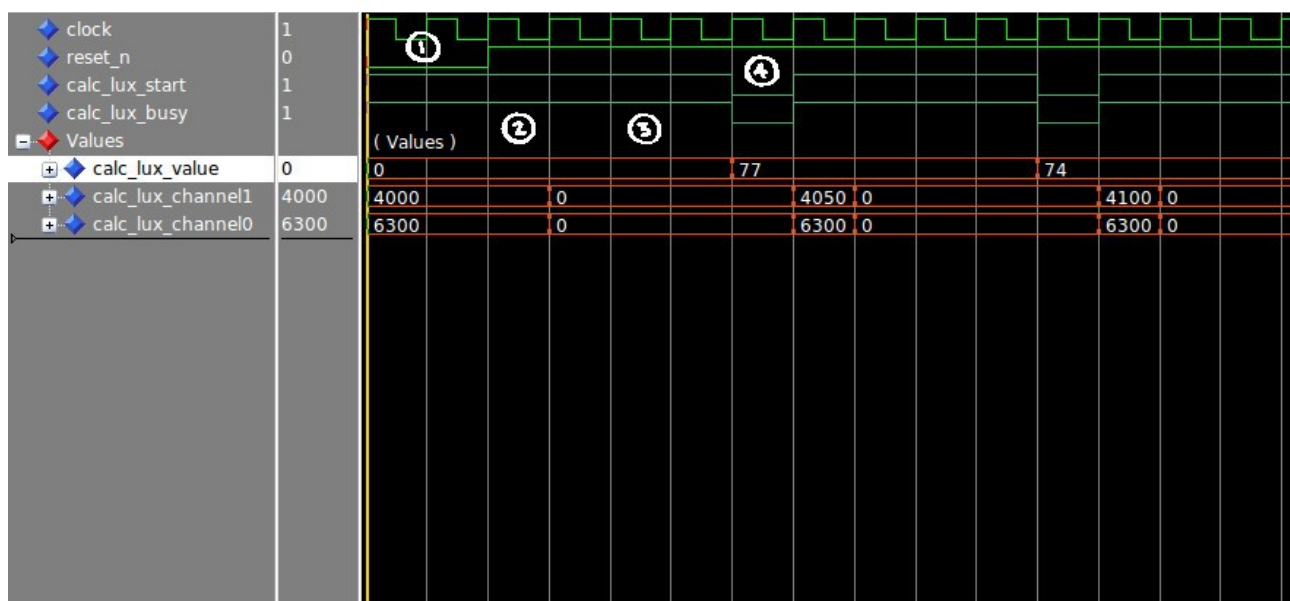 clock 1
reset_n 0 ①
calc_lux_start 1 ④
calc_lux_busy 1 ② ③
Values ( Values )
calc_lux_value 0 0 77 74
calc_lux_channel1 4000 4000 0 4050 0 4100 0
calc_lux_channel0 6300 6300 0 6300 0 6300 0